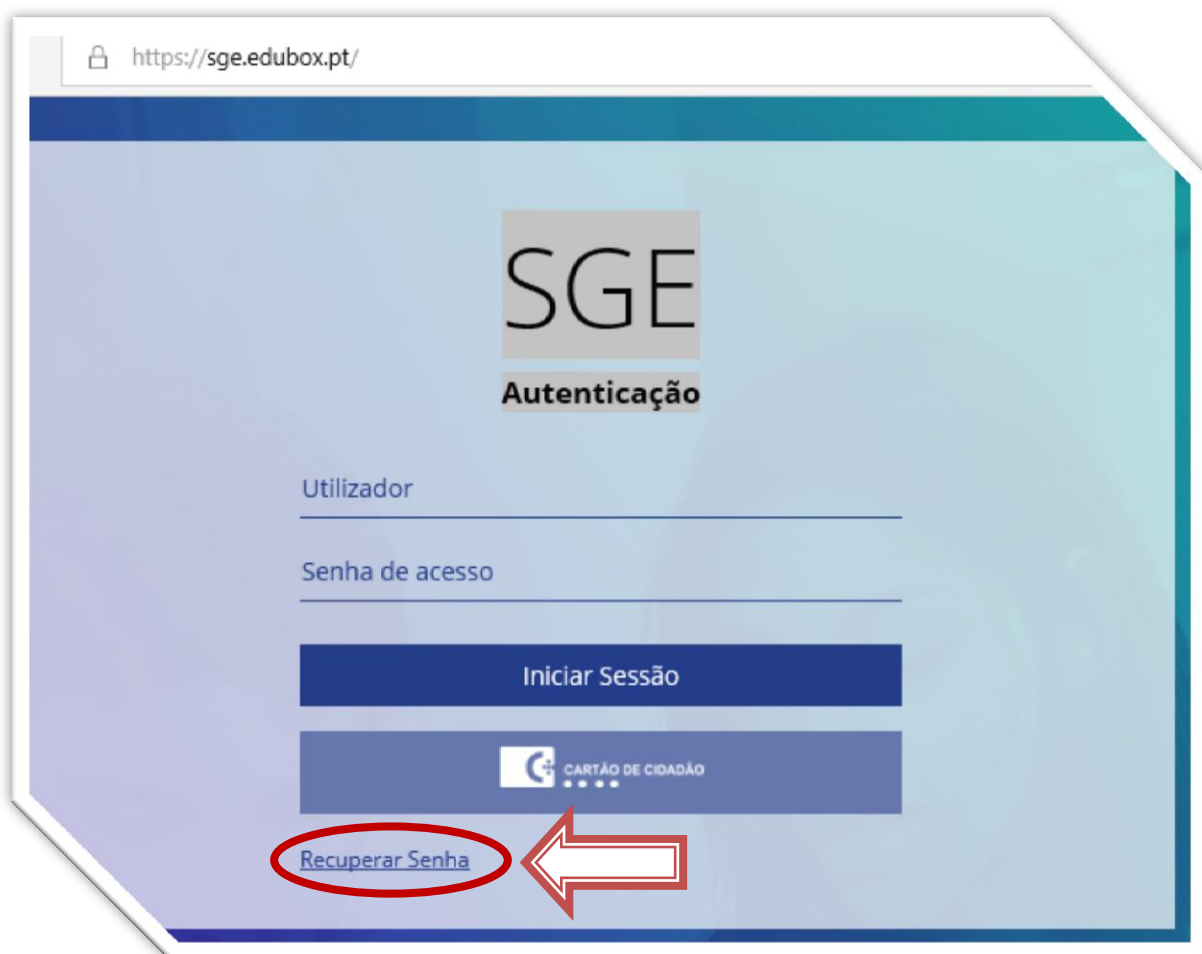 https://sge.edubox.pt/
SGE
Autenticação
Utilizador
Senha de acesso
Iniciar Sessão
CARTÃO DE CIDADÃO
Recuperar Senha